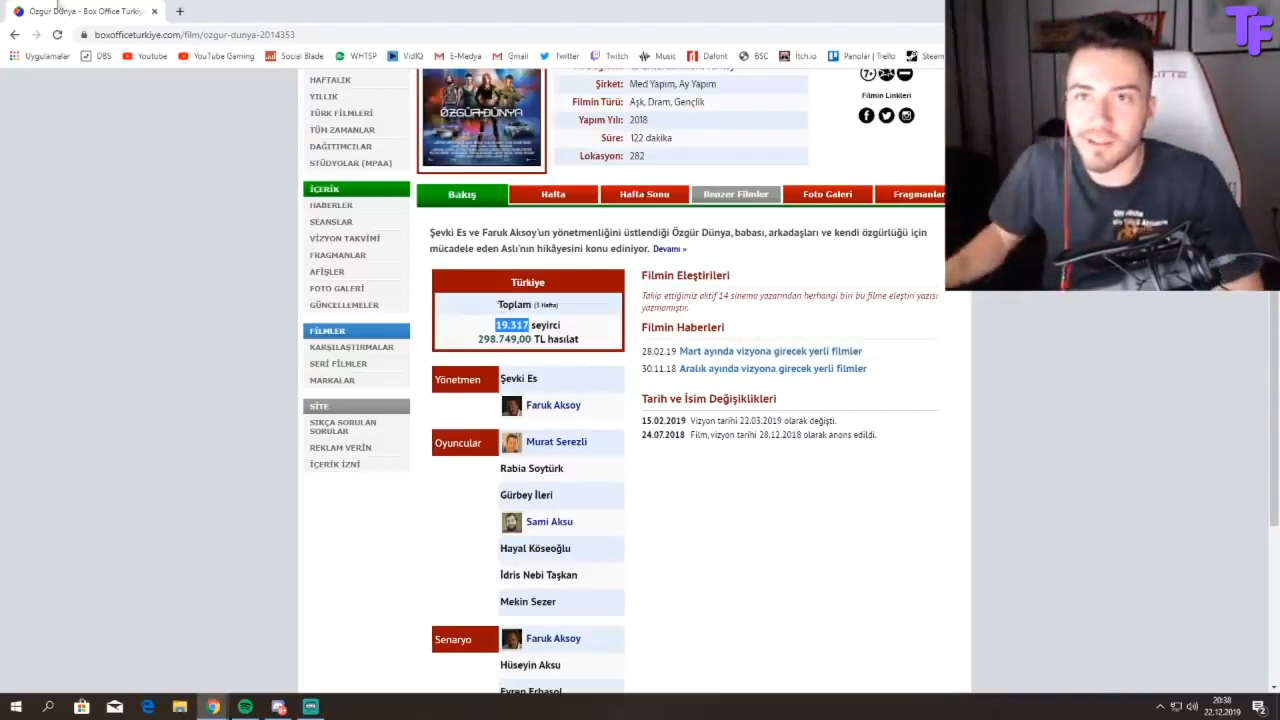 Özgür Dünya - Box Office Türkiy
boxofficeturkiye.com/film/ozgur-dunya-2014353
Uygulamalar
DBS
Youtube
YouTube Gaming
Social Blade
WHTSP
VidIQ
E-Medya
Gmail
Twitter
Twitch
Music
Dafont
BSC
Itch.io
Panolar | Trello
Steam
TF
HAFTALIK
YILLIK
TÜRK FİLMLERİ
TÜM ZAMANLAR
DAĞITIMCILAR
STÜDYOLAR (MPAA)
İÇERİK
HABERLER
SEANSLAR
VİZYON TAKVİMİ
FRAGMANLAR
AFİŞLER
FOTO GALERİ
GÜNCELLEMELER
FİLMLER
KARŞILAŞTIRMALAR
SERİ FİLMLER
MARKALAR
SİTE
SIKÇA SORULAN
SORULAR
REKLAM VERİN
İÇERİK İZNİ
ÖZGÜR DÜNYA
Şirket: Med Yapım, Ay Yapım
Filmin Türü: Aşk, Dram, Gençlik
Yapım Yılı: 2018
Süre: 122 dakika
Lokasyon: 282
7+
Filmin Linkleri
Bakış
Hafta
Hafta Sonu
Benzer Filmler
Foto Galeri
Fragmanlar
Şevki Es ve Faruk Aksoy'un yönetmenliğini üstlendiği Özgür Dünya, babası, arkadaşları ve kendi özgürlüğü için
mücadele eden Aslı'nın hikâyesini konu ediniyor. Devamı »
Türkiye
Toplam (3 Hafta)
19.317 seyirci
298.749,00 TL hasılat
Yönetmen
Şevki Es
Faruk Aksoy
Oyuncular
Murat Serezli
Rabia Soytürk
Gürbey İleri
Sami Aksu
Hayal Köseoğlu
İdris Nebi Taşkan
Mekin Sezer
Senaryo
Faruk Aksoy
Hüseyin Aksu
Evren Erbasol
Filmin Eleştirileri
Takip ettiğimiz aktif 14 sinema yazarından herhangi biri bu filme eleştiri yazısı
yazmamıştır.
Filmin Haberleri
28.02.19 Mart ayında vizyona girecek yerli filmler
30.11.18 Aralık ayında vizyona girecek yerli filmler
Tarih ve İsim Değişiklikleri
15.02.2019 Vizyon tarihi 22.03.2019 olarak değişti.
24.07.2018 Film, vizyon tarihi 28.12.2018 olarak anons edildi.
20:38
22.12.2019